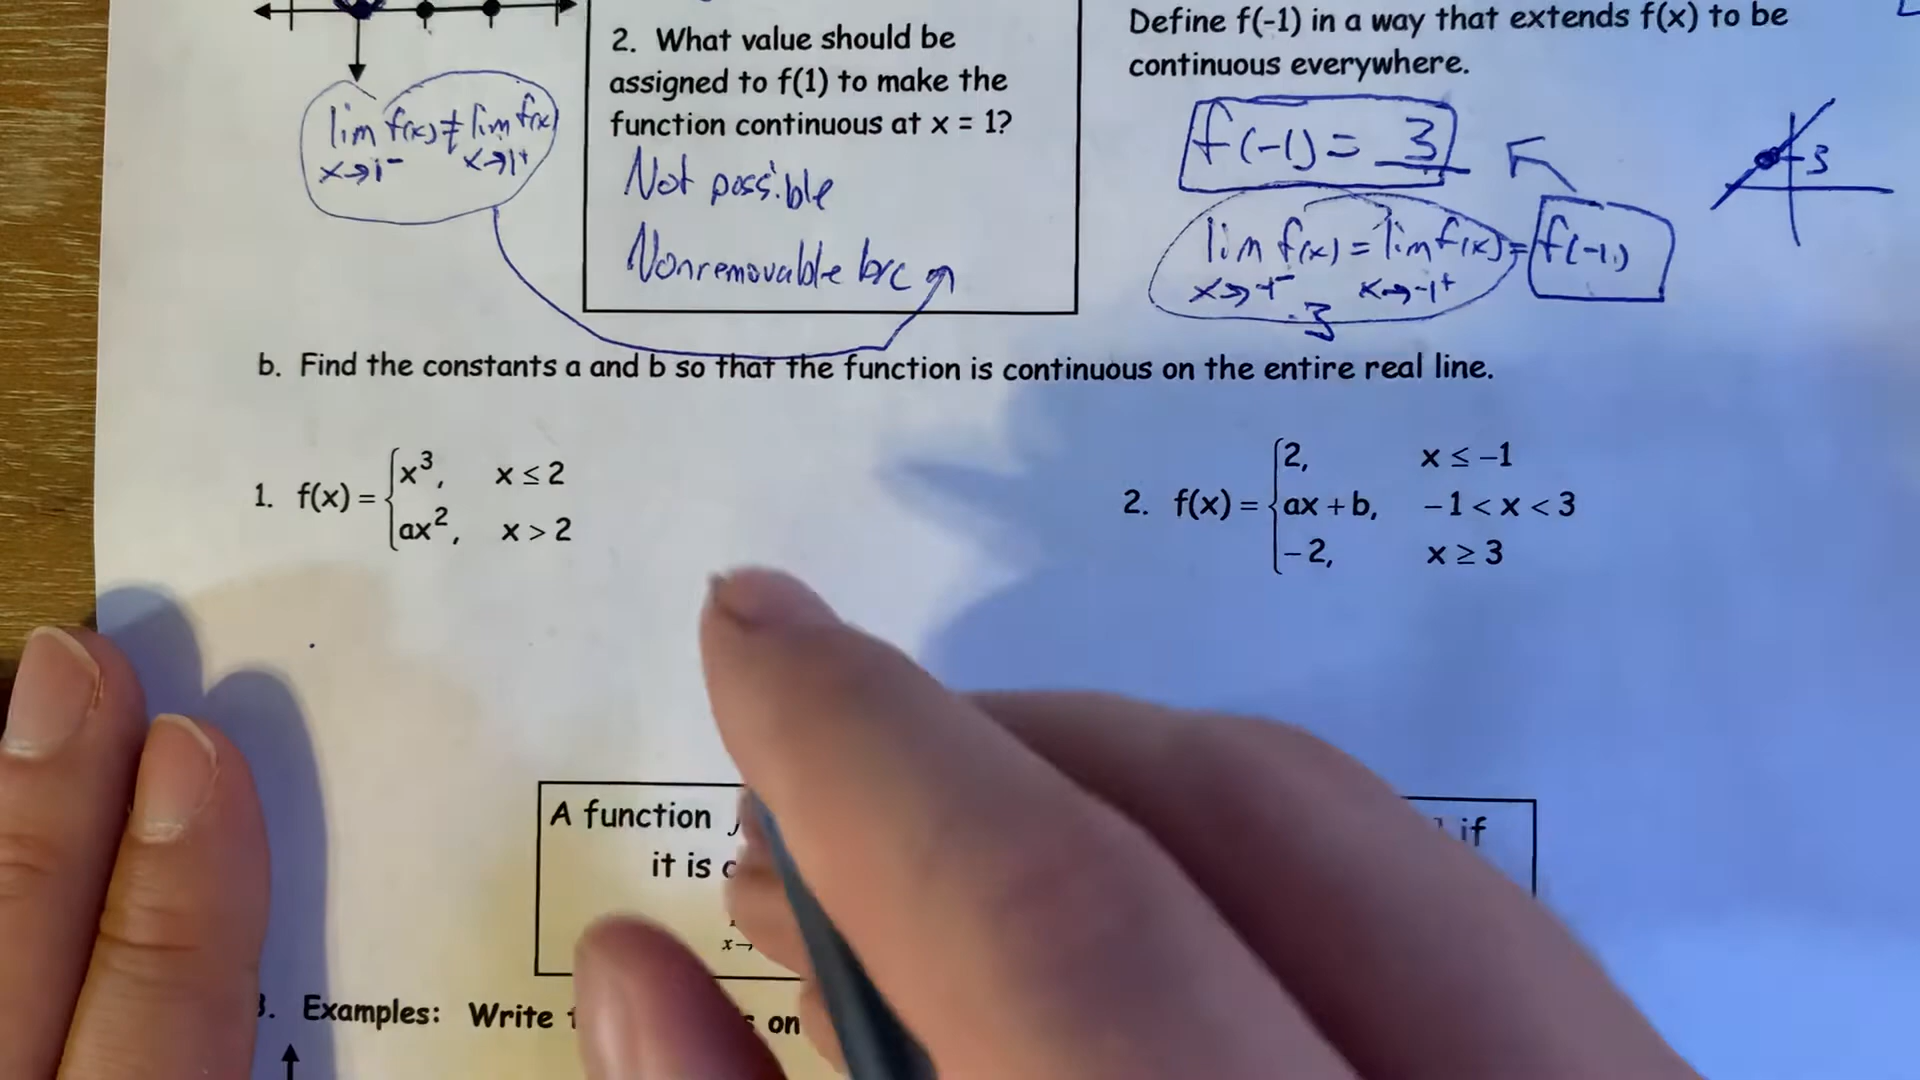 2. What value should be
assigned to f(1) to make the
function continuous at x = 1?
Not possible
Nonremovable b/c
lim f(x) ≠ lim f(x)
x→1⁻ x→1⁺
Define f(-1) in a way that extends f(x) to be
continuous everywhere.
f(-1) = 3
3
lim f(x) = lim f(x) = f(-1)
x→-1⁻ x→-1⁺
3
b. Find the constants a and b so that the function is continuous on the entire real line.
1. f(x) = { x³, x ≤ 2
ax², x > 2
2. f(x) = { 2, x ≤ -1
ax + b, -1 < x < 3
-2, x ≥ 3
A function if
it is
x→
3. Examples: Write on